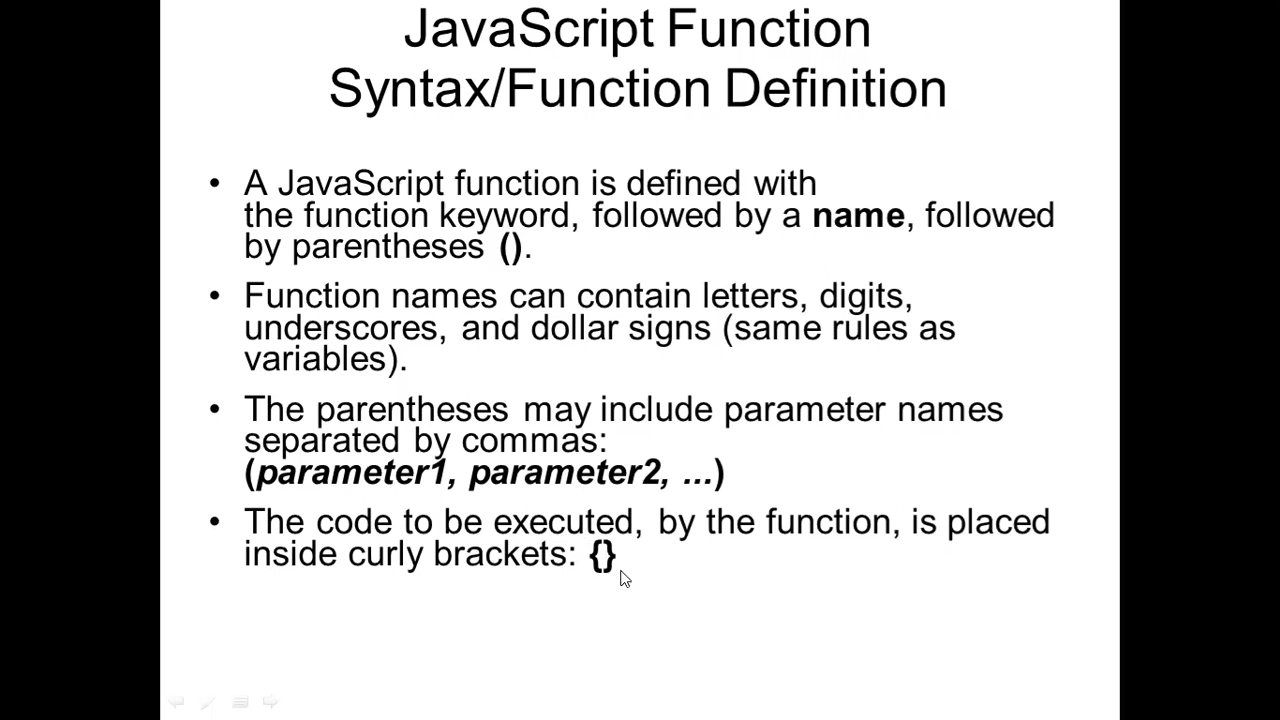 JavaScript Function
Syntax/Function Definition
• A JavaScript function is defined with
the function keyword, followed by a name, followed
by parentheses ().
• Function names can contain letters, digits,
underscores, and dollar signs (same rules as
variables).
• The parentheses may include parameter names
separated by commas:
(parameter1, parameter2, ...)
• The code to be executed, by the function, is placed
inside curly brackets: {}